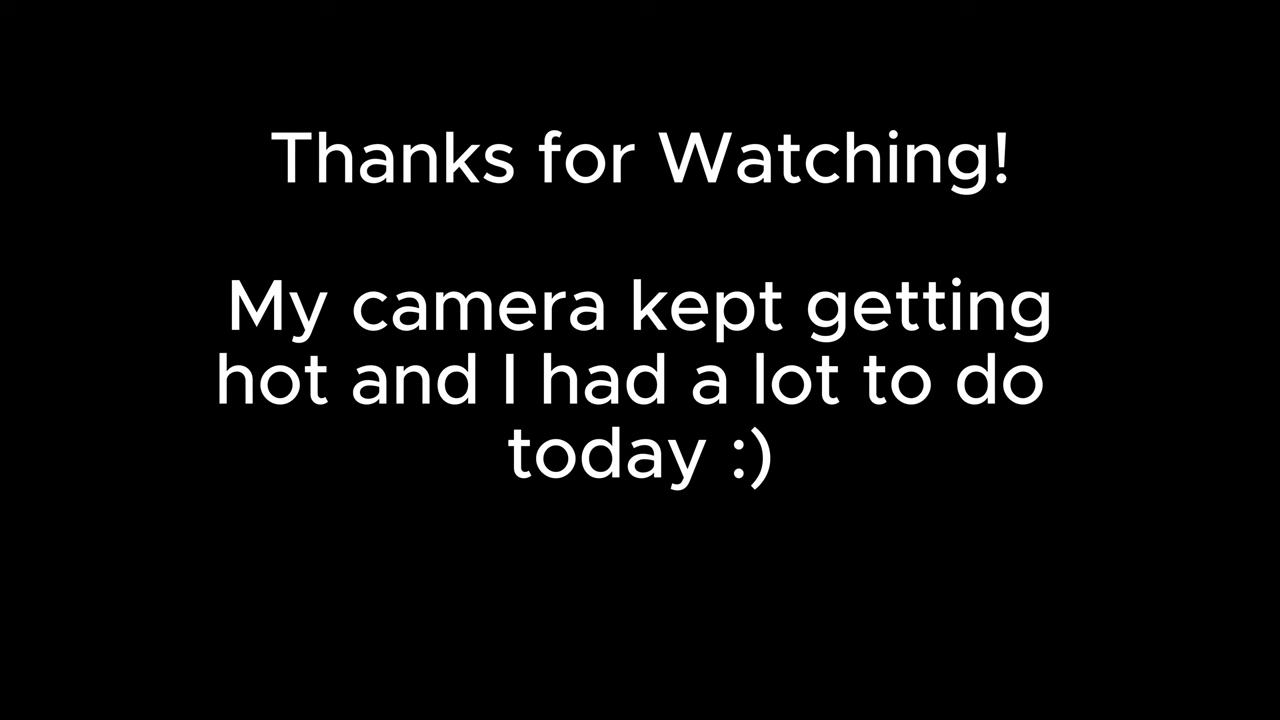 Thanks for Watching!
My camera kept getting
hot and I had a lot to do
today :)